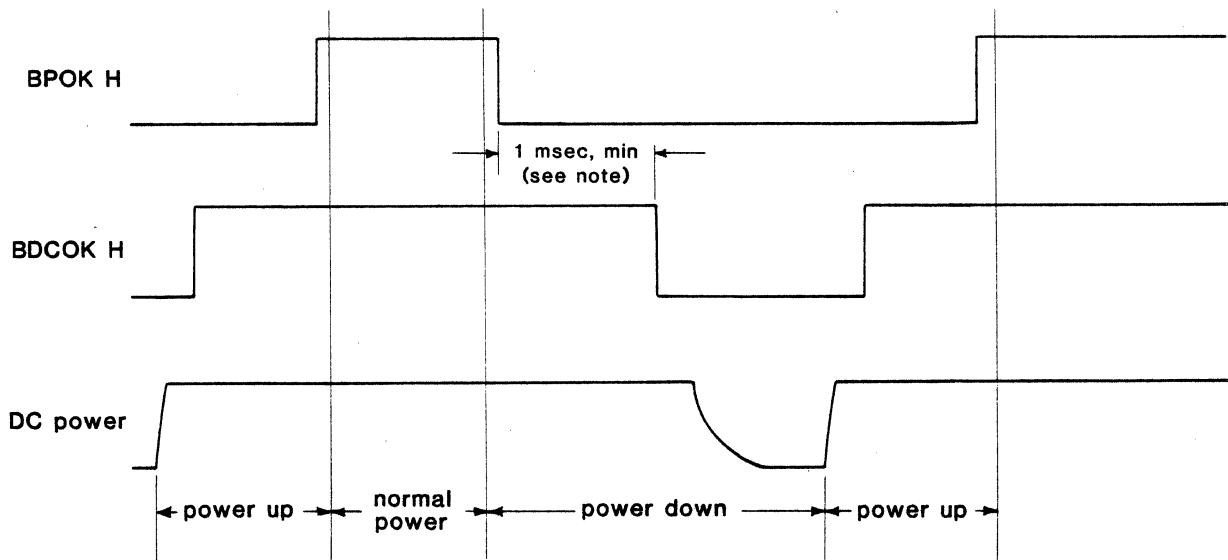 BPOK H
1 msec, min
(see note)
BDCOK H
DC power
power up
normal
power
power down
power up